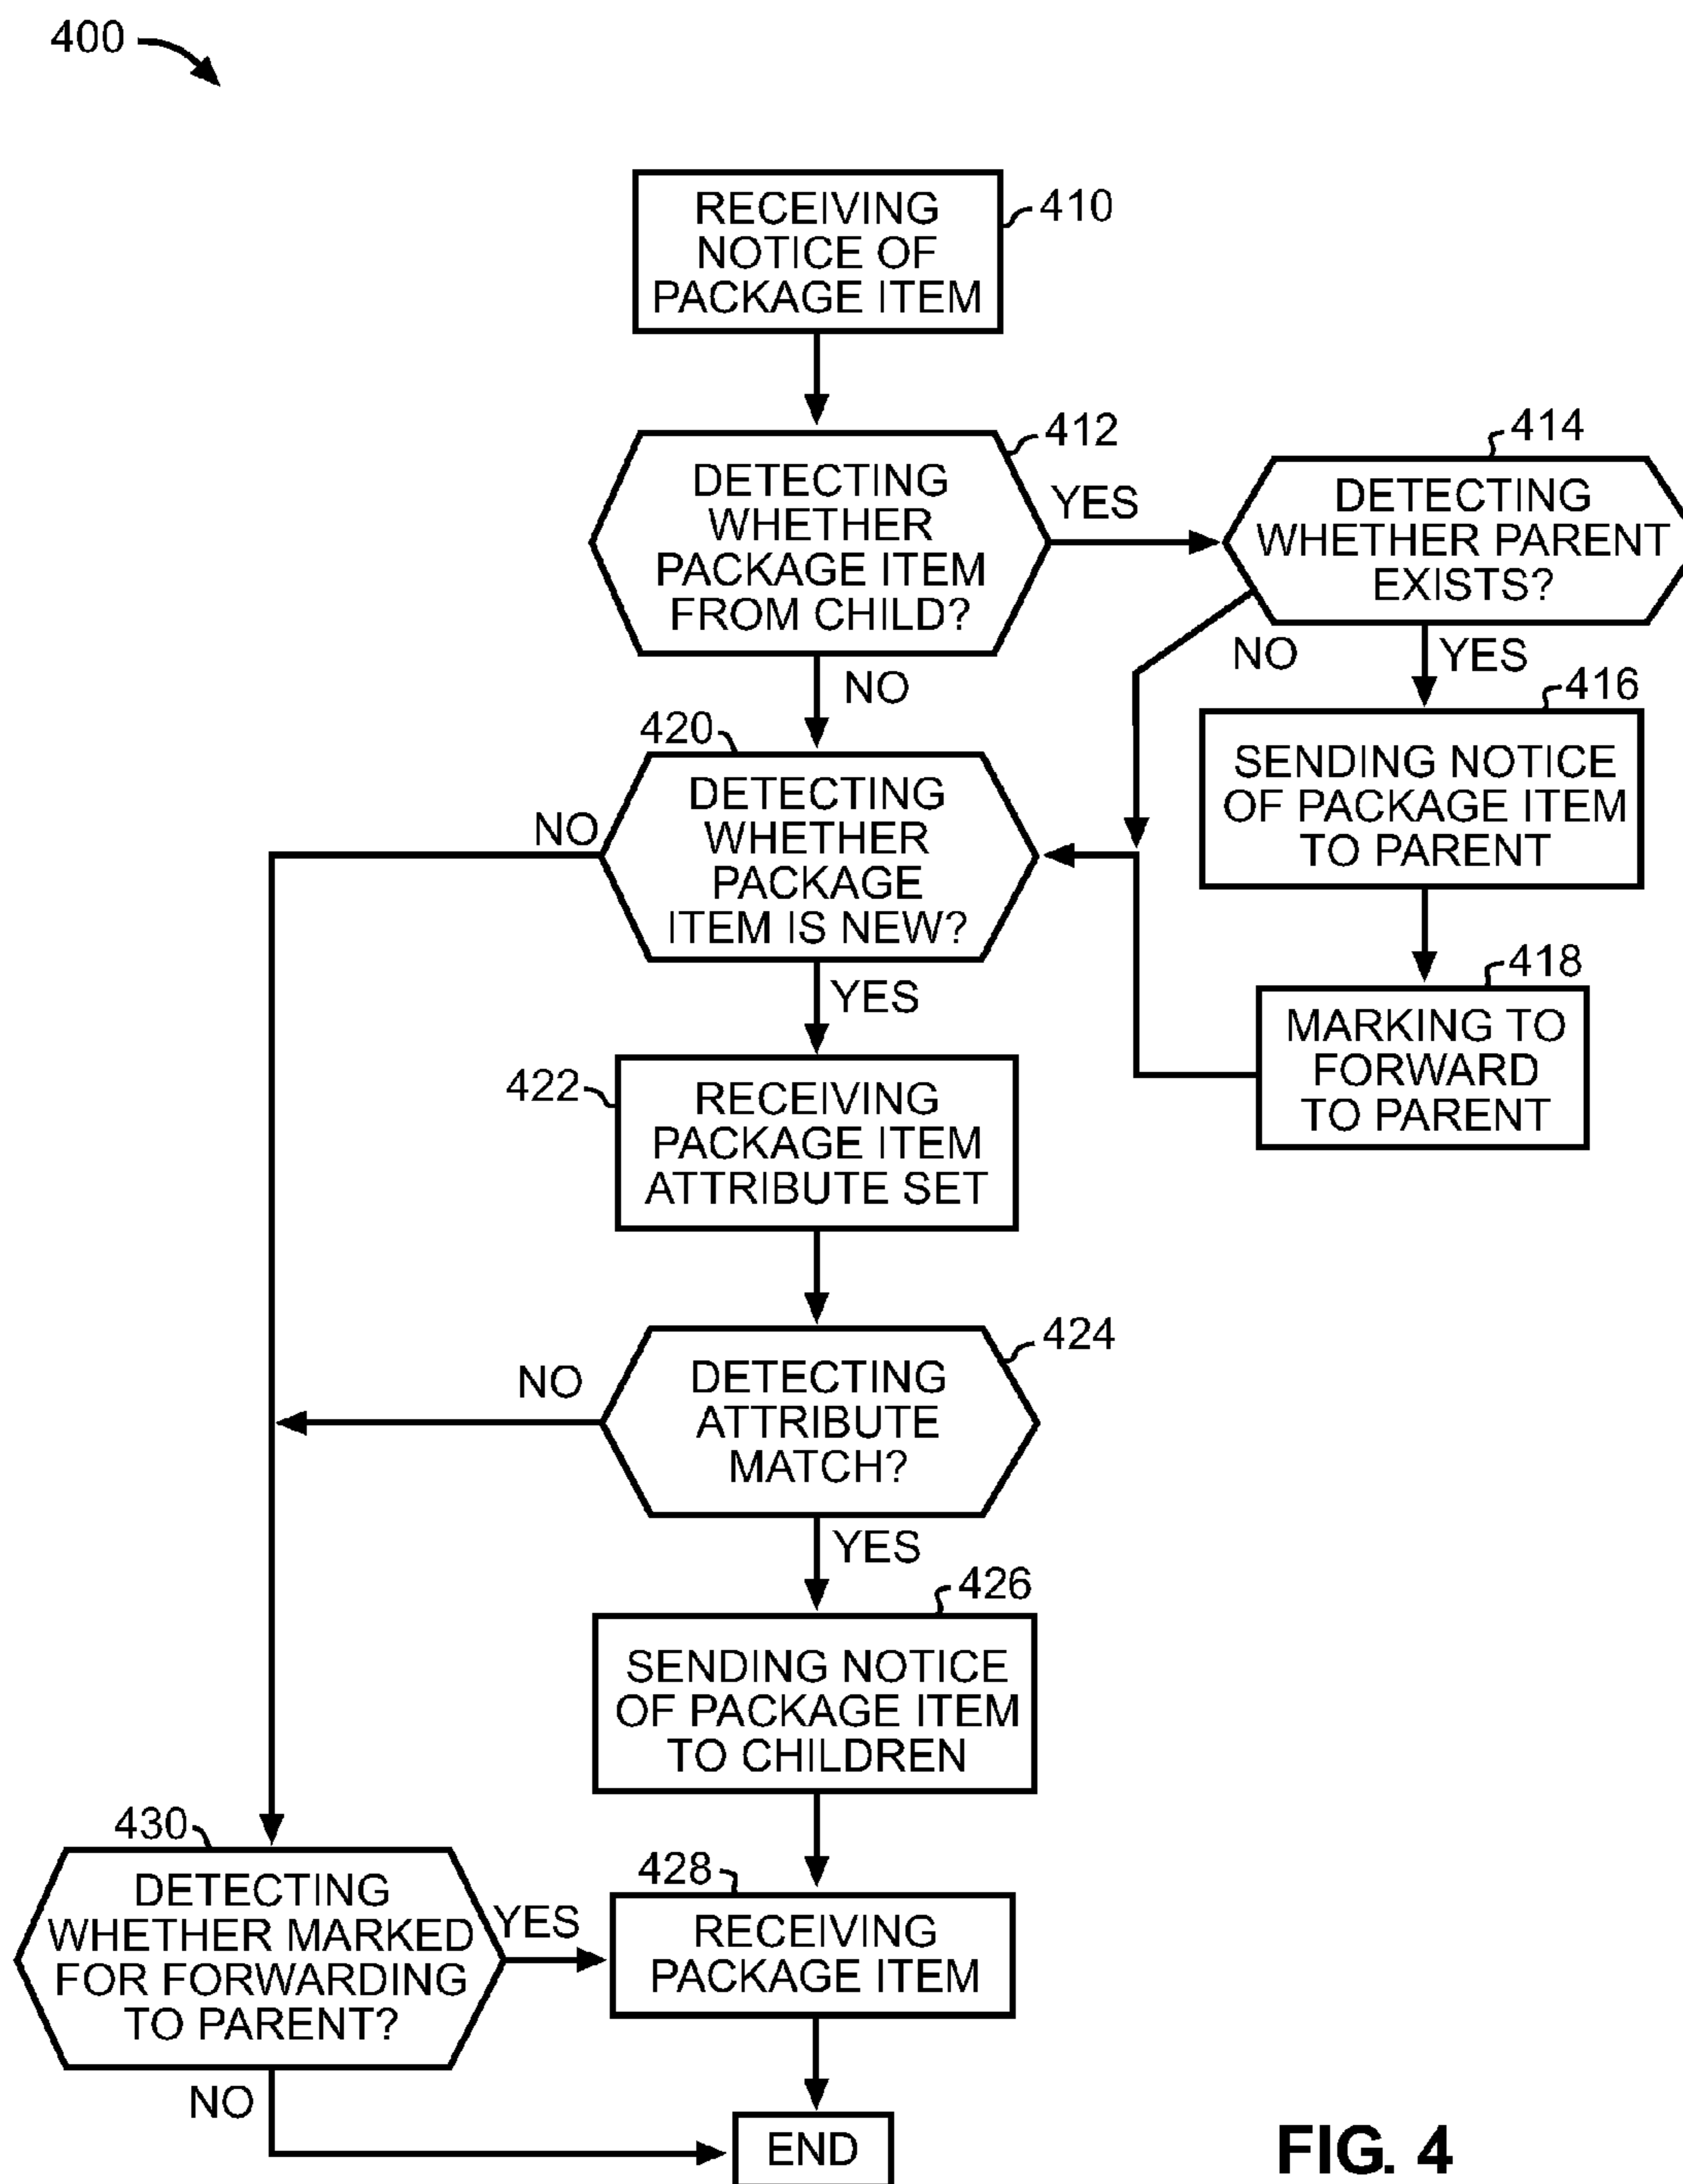 400
RECEIVING
NOTICE OF
PACKAGE ITEM
410
DETECTING
WHETHER
PACKAGE ITEM
FROM CHILD?
412
YES
NO
DETECTING
WHETHER PARENT
EXISTS?
414
NO
YES
SENDING NOTICE
OF PACKAGE ITEM
TO PARENT
416
MARKING TO
FORWARD
TO PARENT
418
420
DETECTING
WHETHER
PACKAGE
ITEM IS NEW?
NO
YES
422
RECEIVING
PACKAGE ITEM
ATTRIBUTE SET
424
DETECTING
ATTRIBUTE
MATCH?
NO
YES
426
SENDING NOTICE
OF PACKAGE ITEM
TO CHILDREN
430
DETECTING
WHETHER MARKED
FOR FORWARDING
TO PARENT?
YES
NO
428
RECEIVING
PACKAGE ITEM
END
FIG. 4